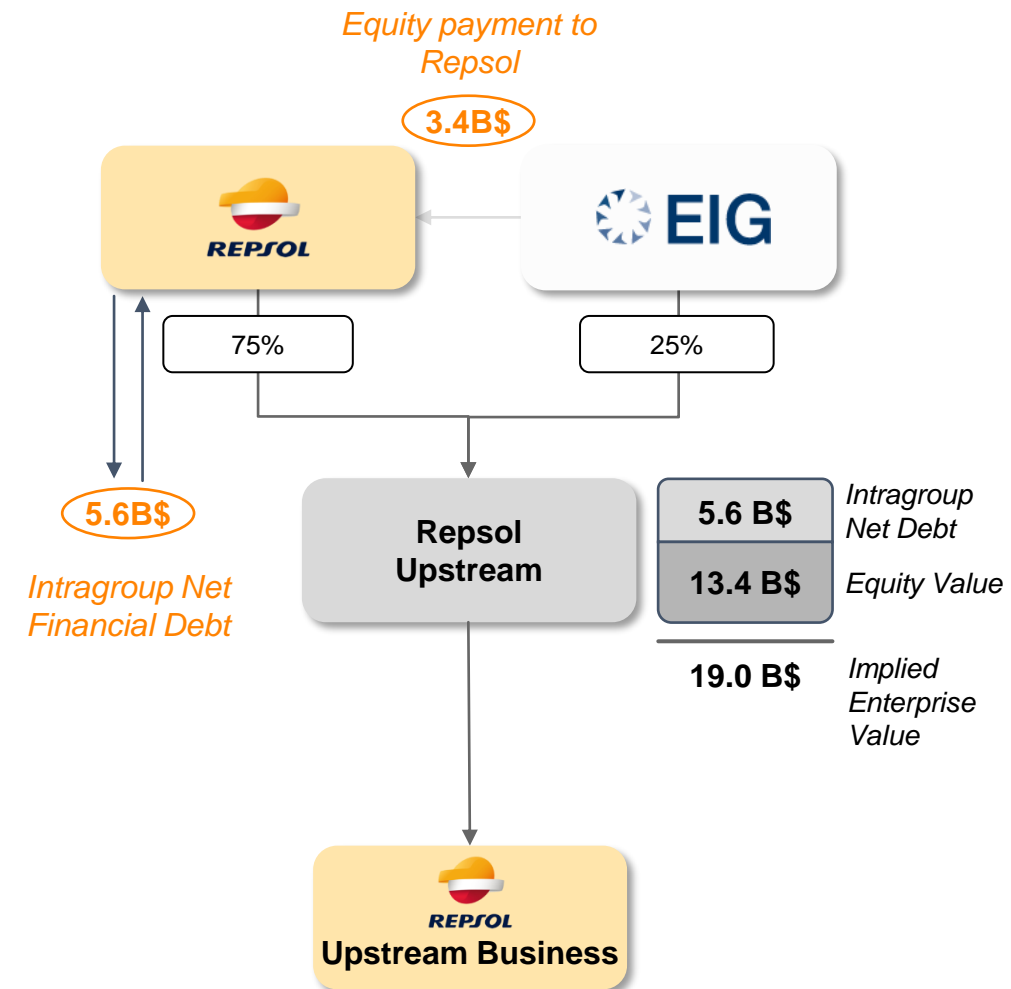 Equity payment to
Repsol
3.4B$
REPSOL
EIG
75%
25%
5.6B$
Intragroup Net
Financial Debt
Repsol
Upstream
5.6 B$
Intragroup
Net Debt
13.4 B$
Equity Value
19.0 B$
Implied
Enterprise
Value
REPSOL
Upstream Business